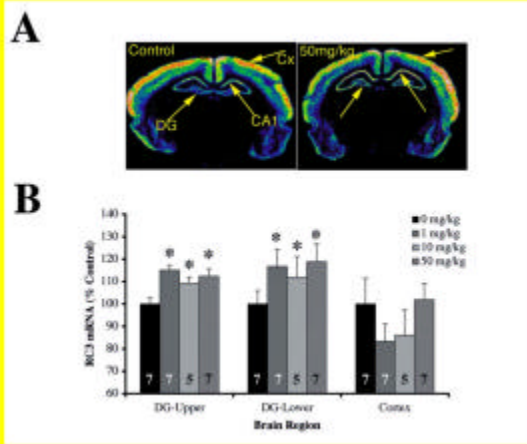 A
Control
Cx
DG
CA1
50mg/kg
B
RC3 mRNA (% Control)
140
130
120
110
100
90
80
70
60
* * *
* * *
0 mg/kg
1 mg/kg
10 mg/kg
50 mg/kg
7 7 5 7
7 7 5 7
7 7 5 7
DG-Upper
DG-Lower
Cortex
Brain Region